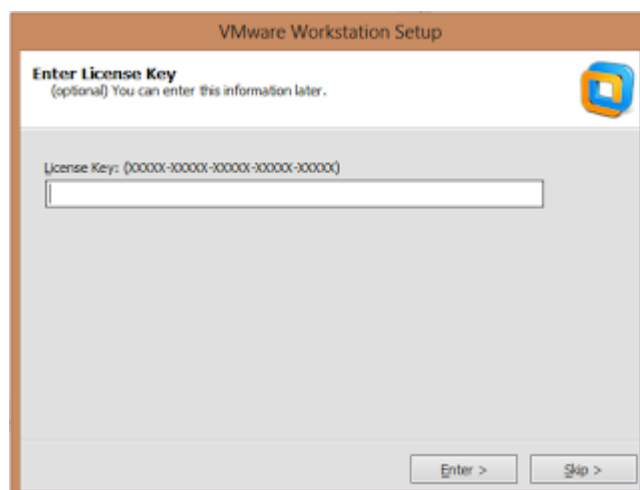 VMware Workstation Setup
Enter License Key
(optional) You can enter this information later.
License Key: (XXXXX-XXXXX-XXXXX-XXXXX-XXXXX)
Enter >
Skip >